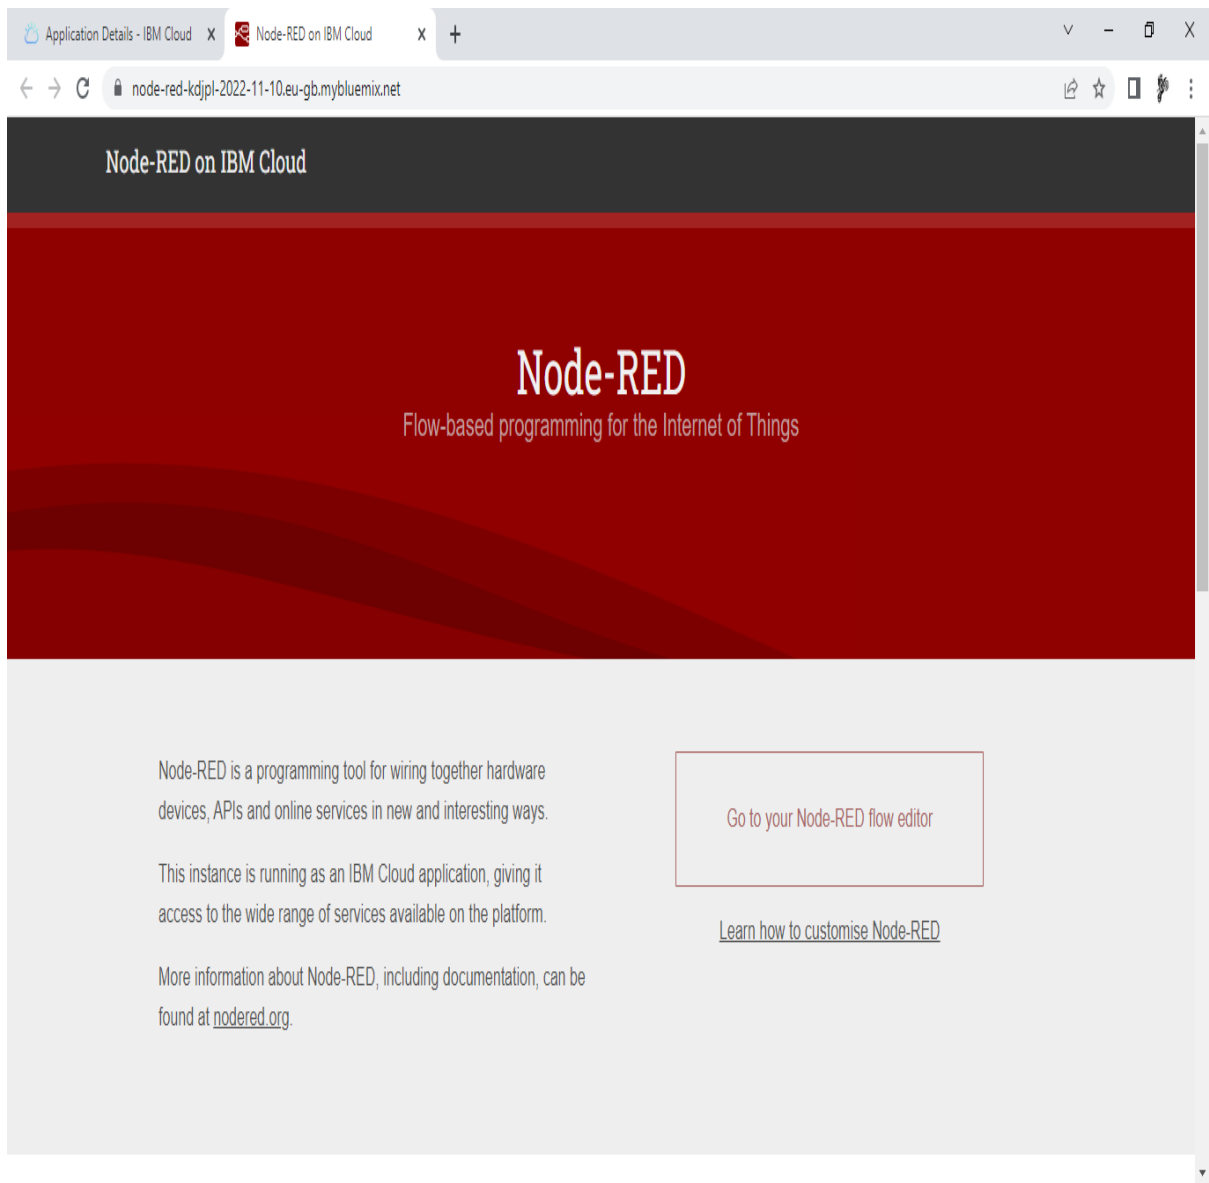 Application Details - IBM Cloud
Node-RED on IBM Cloud
node-red-kdjpl-2022-11-10.eu-gb.mybluemix.net
Node-RED on IBM Cloud
Node-RED
Flow-based programming for the Internet of Things
Node-RED is a programming tool for wiring together hardware
devices, APIs and online services in new and interesting ways.
This instance is running as an IBM Cloud application, giving it
access to the wide range of services available on the platform.
More information about Node-RED, including documentation, can be
found at nodered.org.
Go to your Node-RED flow editor
Learn how to customise Node-RED